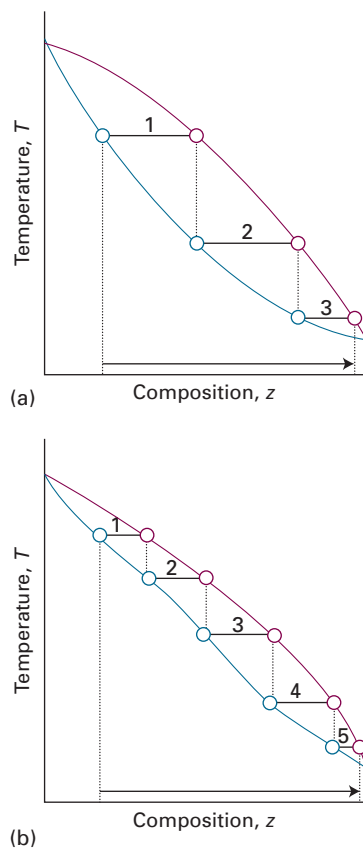 Temperature, T
1
2
3
Composition, z
(a)
Temperature, T
1
2
3
4
5
Composition, z
(b)